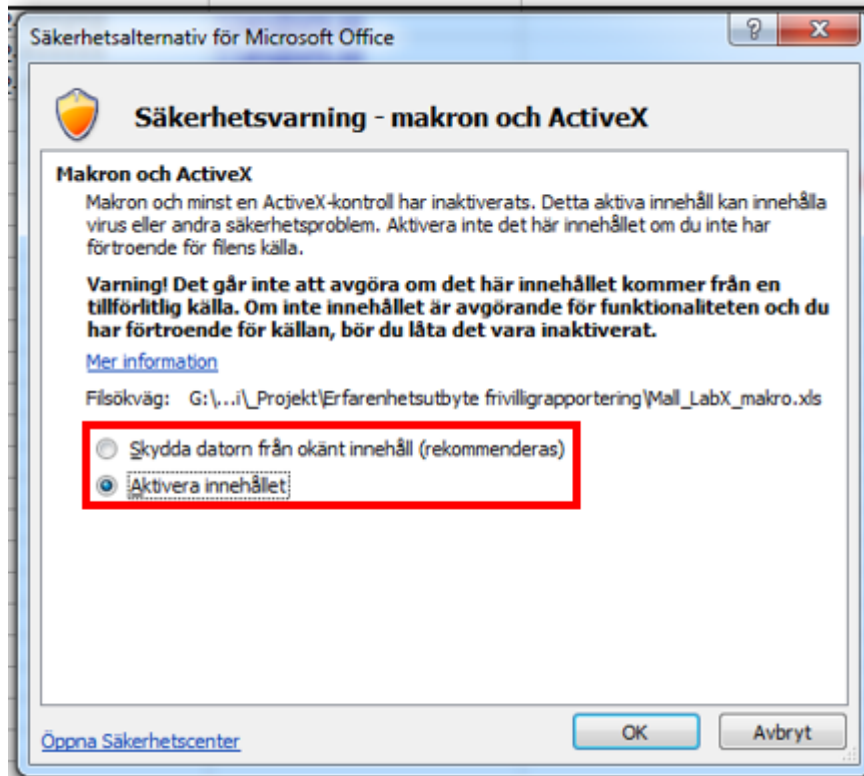 Säkerhetsalternativ för Microsoft Office
Säkerhetsvarning - makron och ActiveX
Makron och ActiveX
Makron och minst en ActiveX-kontroll har inaktiverats. Detta aktiva innehåll kan innehålla
virus eller andra säkerhetsproblem. Aktivera inte det här innehållet om du inte har
förtroende för filens källa.
Varning! Det går inte att avgöra om det här innehållet kommer från en
tillförlitlig källa. Om inte innehållet är avgörande för funktionaliteten och du
har förtroende för källan, bör du låta det vara inaktiverat.
Mer information
Filsökväg: G:\...i\_Projekt\Erfarenhetsutbyte frivilligrapportering\Mall_LabX_makro.xls
Skydda datorn från okänt innehåll (rekommenderas)
Aktivera innehållet
Öppna Säkerhetscenter
OK
Avbryt